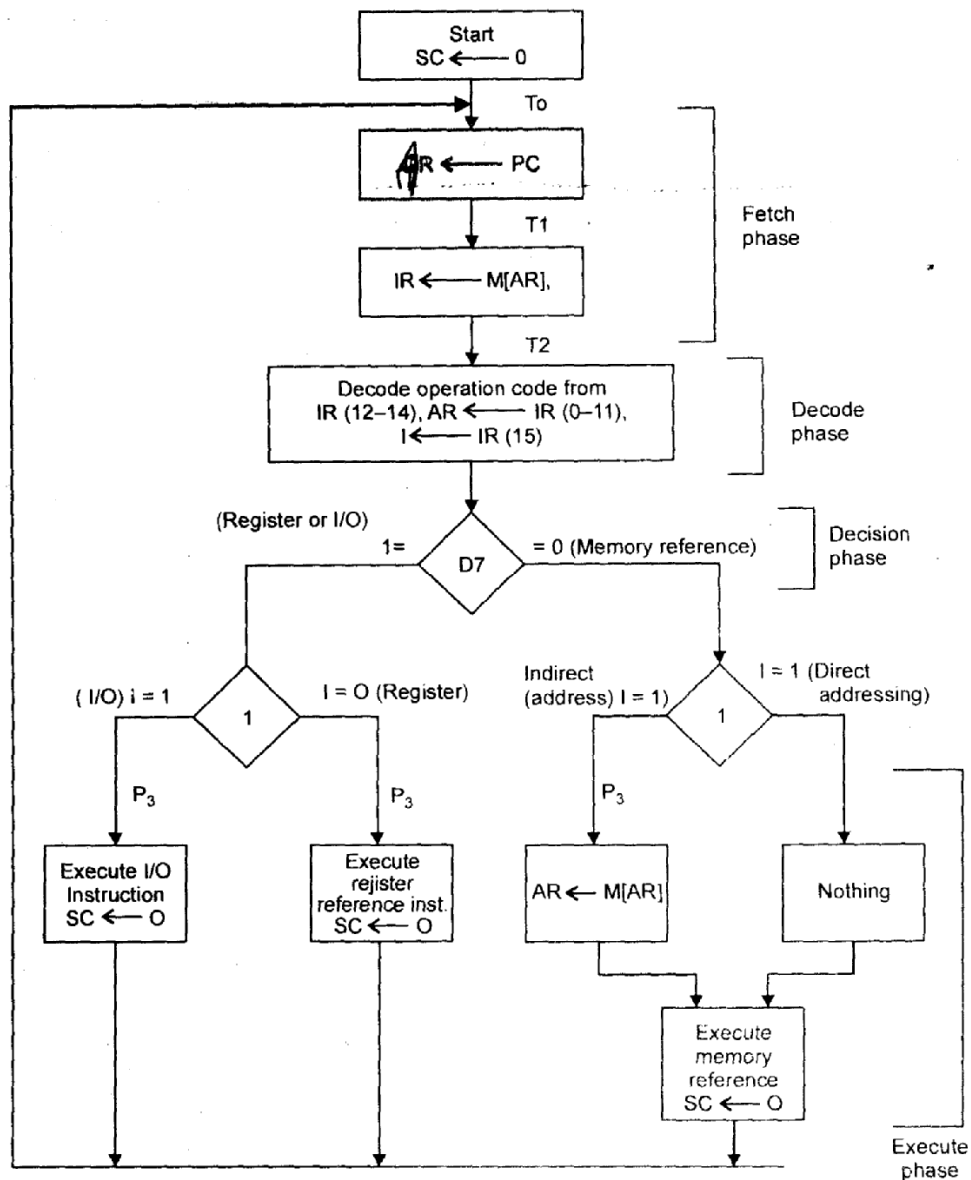 Start
SC ← 0
To
R ← PC
T1
Fetch
phase
IR ← M[AR],
T2
Decode operation code from
IR (12–14), AR ← IR (0–11),
I ← IR (15)
Decode
phase
(Register or I/O)
1=
D7
= 0 (Memory reference)
Decision
phase
( I/O) i = 1
1
I = O (Register)
Indirect
(address) I = 1)
1
I = 1 (Direct
addressing)
P3
P3
P3
Execute I/O
Instruction
SC ← O
Execute
rejister
reference inst.
SC ← O
AR ← M[AR]
Nothing
Execute
memory
reference
SC ← O
Execute
phase